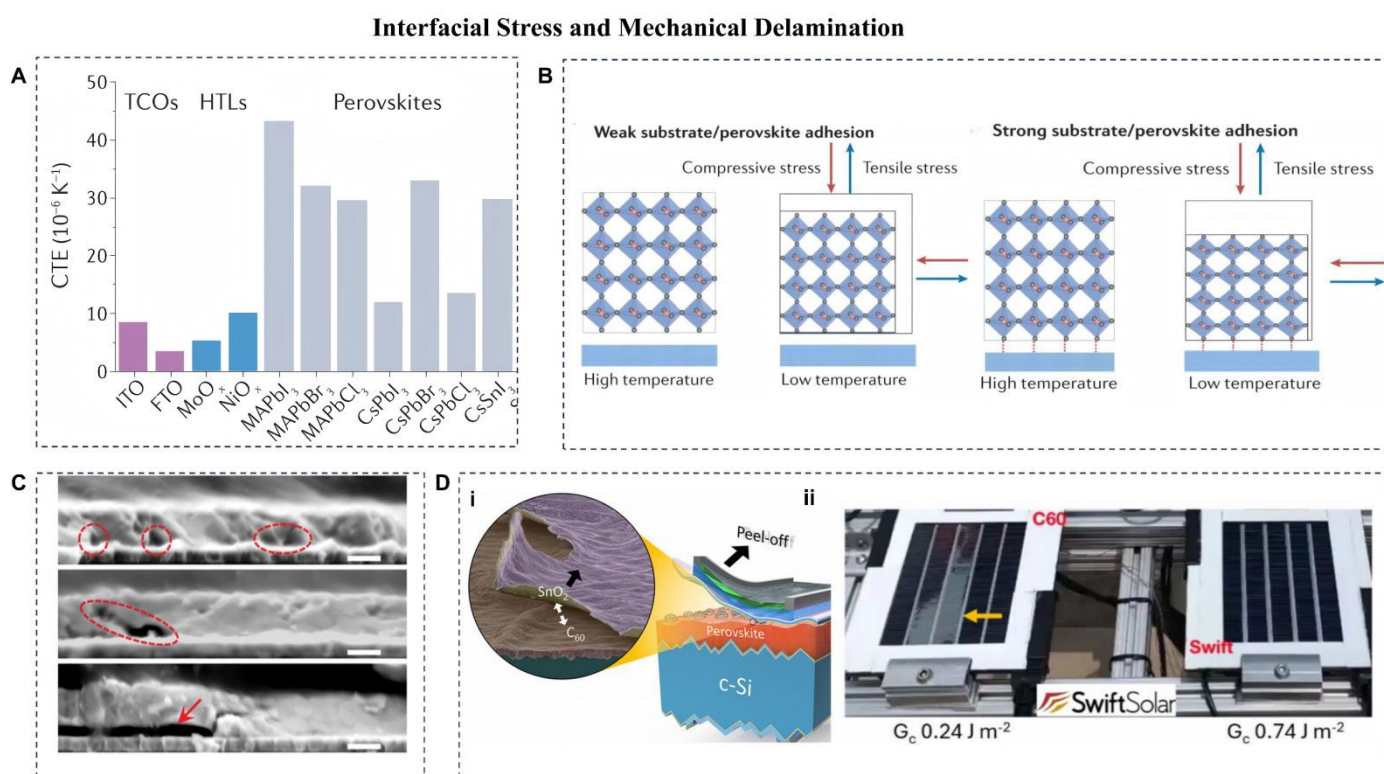 Interfacial Stress and Mechanical Delamination
A
50
40
30
20
10
0
CTE (10⁻⁶ K⁻¹)
TCOs HTLs Perovskites
ITO
FTO
MoOₓ
NiOₓ
MAPbI₃
MAPbBr₃
MAPbCl₃
CsPbI₃
CsPbBr₃
CsPbCl₃
CsSnI₃
B
Weak substrate/perovskite adhesion
Compressive stress
Tensile stress
High temperature
Low temperature
Strong substrate/perovskite adhesion
Compressive stress
Tensile stress
High temperature
Low temperature
C
D
i
SnO₂
C₆₀
Peel-off
Perovskite
c-Si
ii
C60
Swift
SwiftSolar
G꜀ 0.24 J m⁻²
G꜀ 0.74 J m⁻²